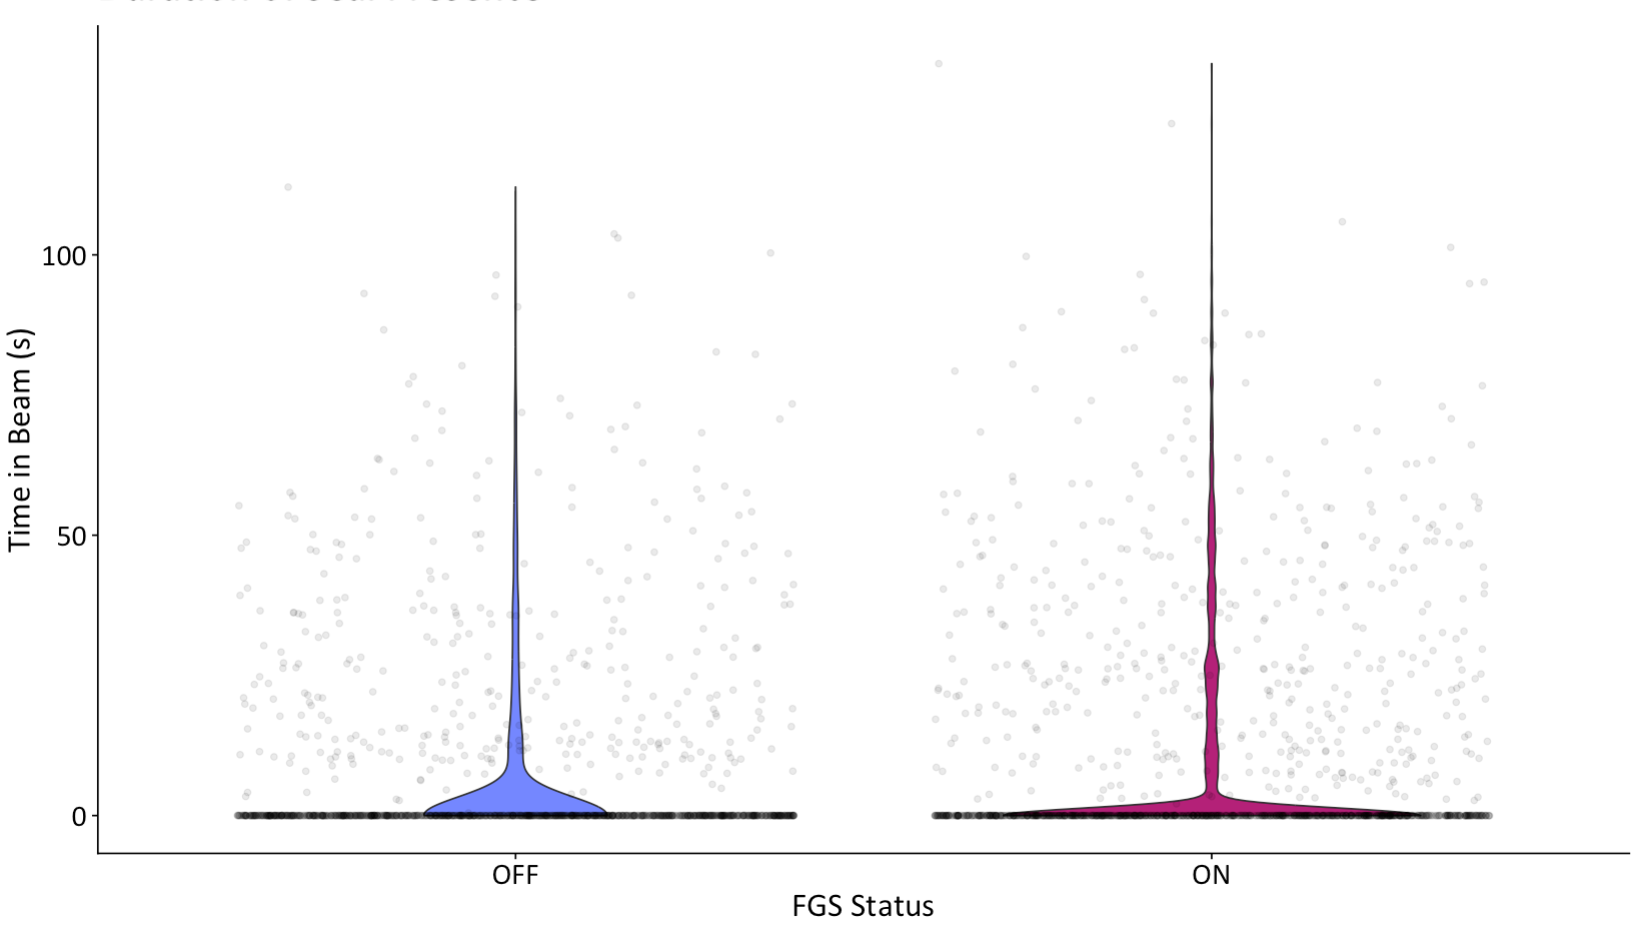 Time in Beam (s)
100
50
0
OFF
ON
FGS Status